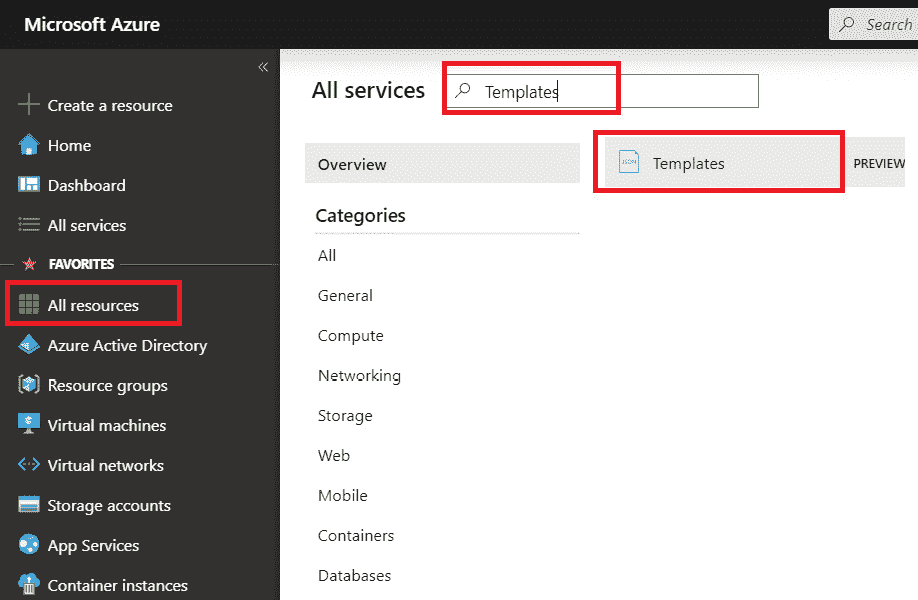 Microsoft Azure
Search
Create a resource
Home
Dashboard
All services
FAVORITES
All resources
Azure Active Directory
Resource groups
Virtual machines
Virtual networks
Storage accounts
App Services
Container instances
All services
Templates
Overview
JSON
Templates
PREVIEW
Categories
All
General
Compute
Networking
Storage
Web
Mobile
Containers
Databases